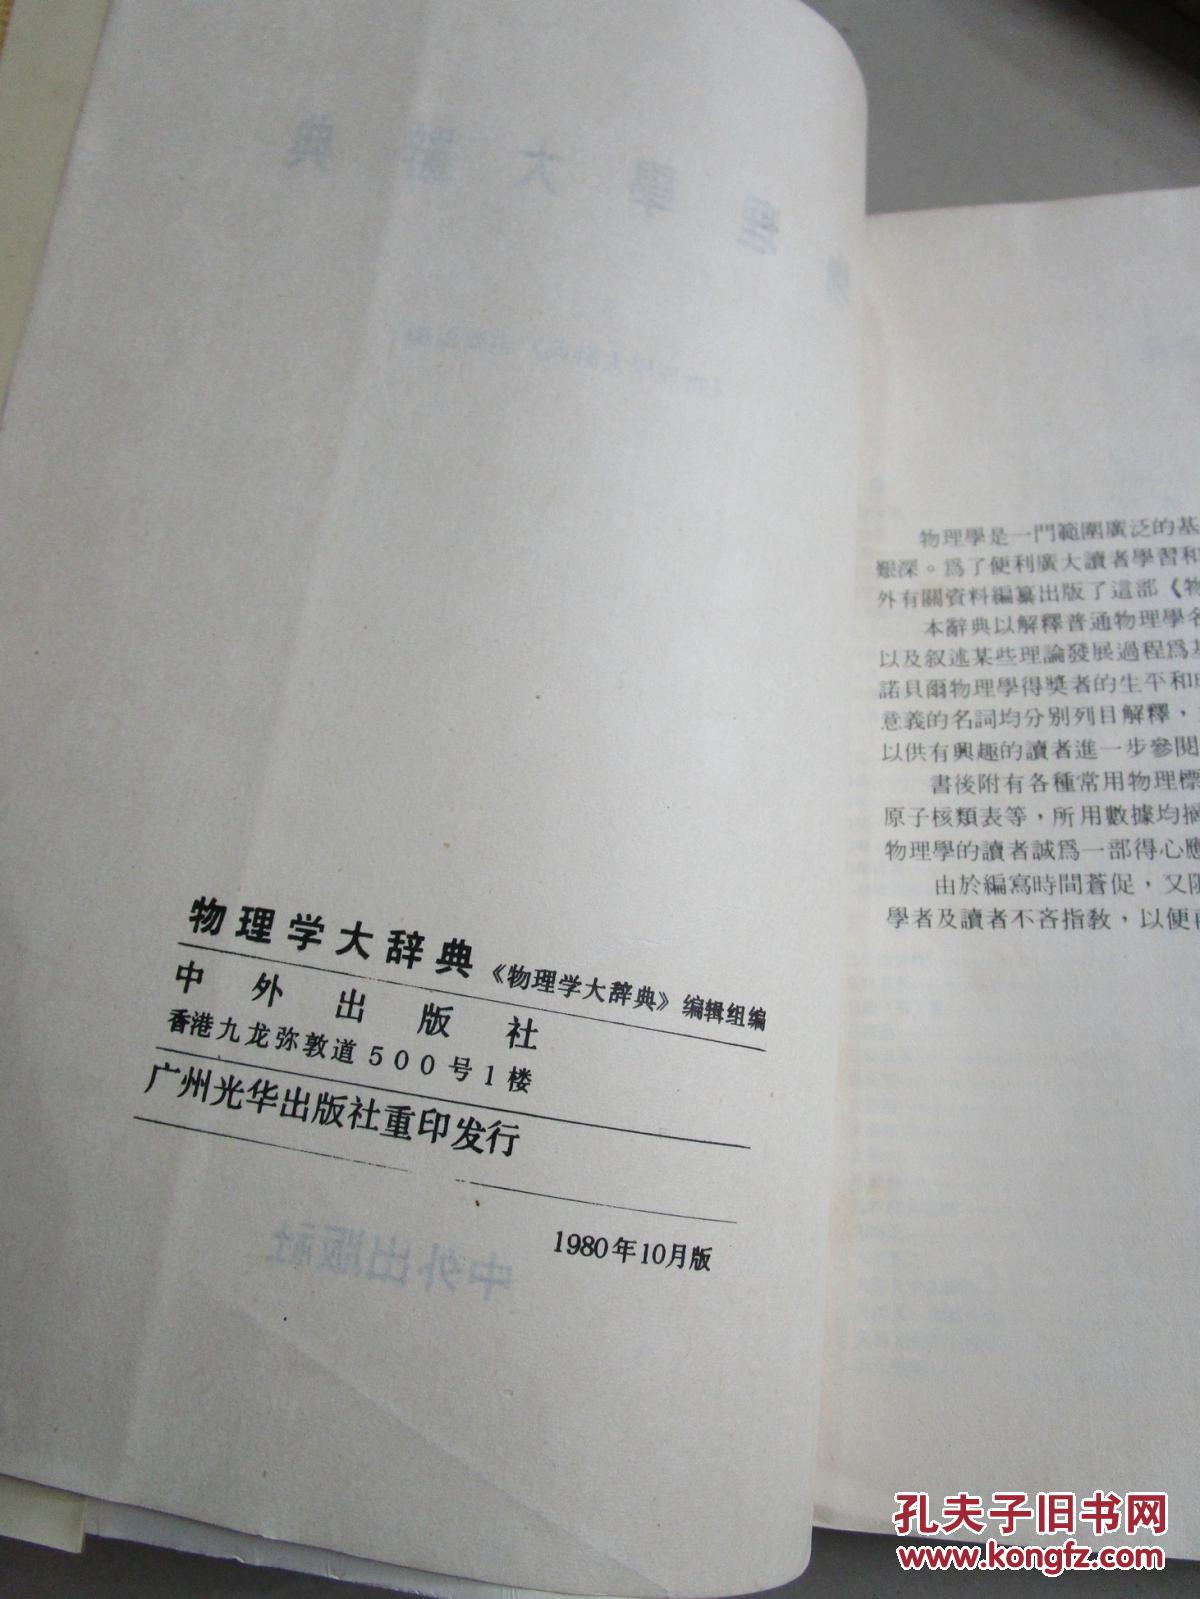 物理学大辞典
《物理学大辞典》编辑组编
中外出版社
香港九龙弥敦道500号1楼
广州光华出版社重印发行
1980年10月版
物理學是一門範圍廣泛的基
艱深。爲了便利廣大讀者學習和
外有關資料編纂出版了這部《物
本辭典以解釋普通物理學名
以及叙述某些理論發展過程爲基
諾貝爾物理學得獎者的生平和
意義的名詞均分別列目解釋，
以供有興趣的讀者進一步參閱
書後附有各種常用物理標
原子核類表等，所用數據均摘
物理學的讀者誠爲一部得心應
由於編寫時間蒼促，又限
學者及讀者不吝指教，以便再
孔夫子旧书网
www.kongfz.com